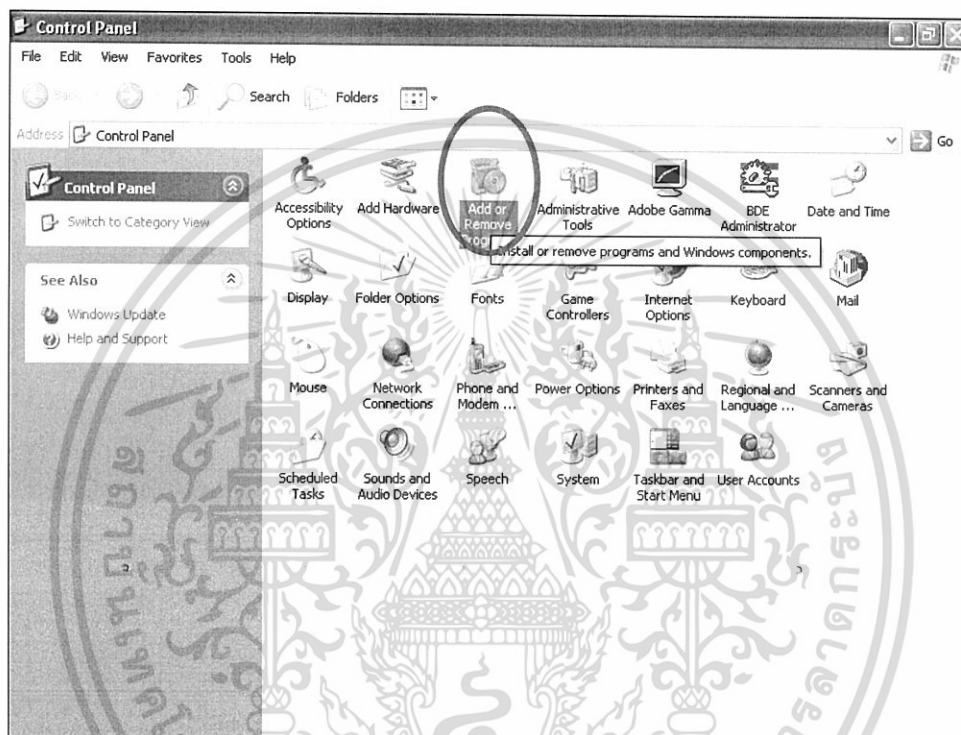 Control Panel
File Edit View Favorites Tools Help
Back Search Folders
Address Control Panel Go
Control Panel
Switch to Category View
See Also
Windows Update
Help and Support
Accessibility Options
Add Hardware
Add or Remove
Administrative Tools
Adobe Gamma
BDE Administrator
Date and Time
Install or remove programs and Windows components.
Display
Folder Options
Fonts
Game Controllers
Internet Options
Keyboard
Mail
Mouse
Network Connections
Phone and Modem ...
Power Options
Printers and Faxes
Regional and Language ...
Scanners and Cameras
Scheduled Tasks
Sounds and Audio Devices
Speech
System
Taskbar and Start Menu
User Accounts